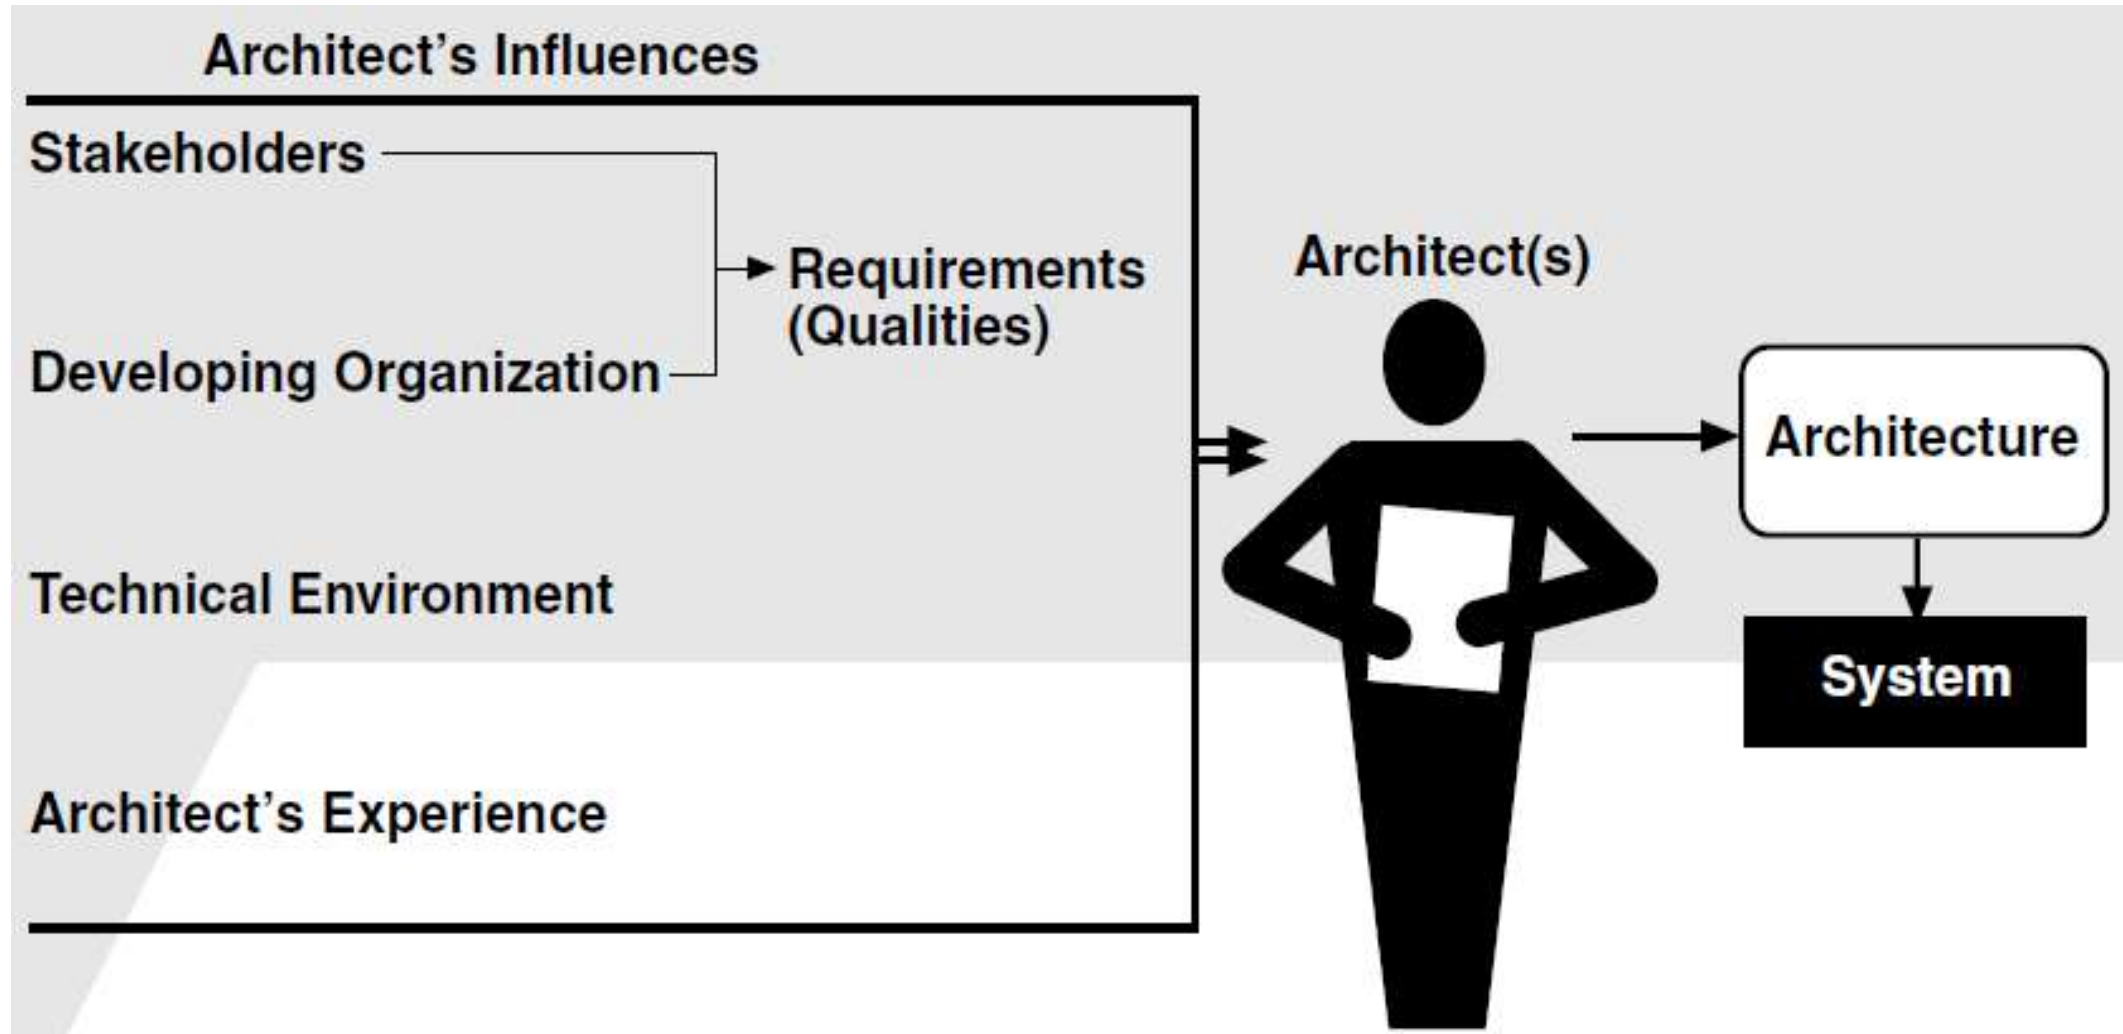 Architect’s Influences
Stakeholders
Requirements
(Qualities)
Developing Organization
Technical Environment
Architect’s Experience
Architect(s)
Architecture
System